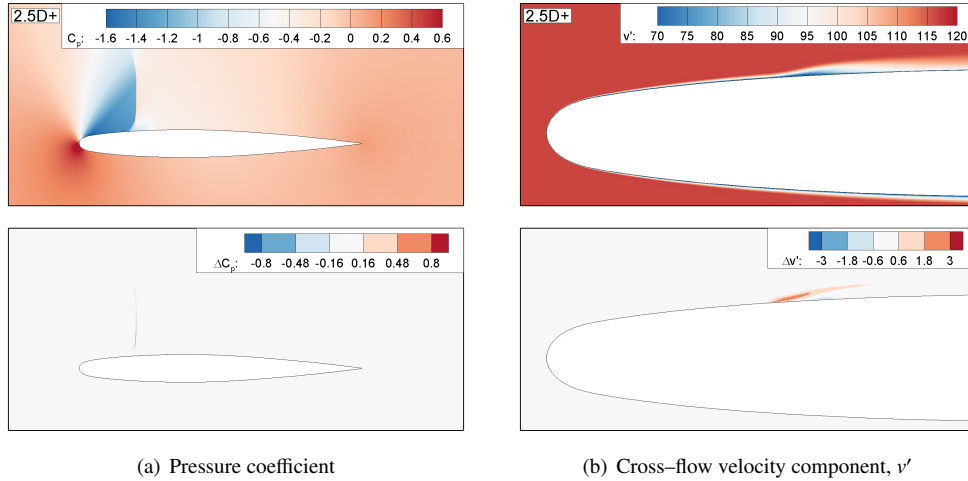 2.5D+
Cp: -1.6 -1.4 -1.2 -1 -0.8 -0.6 -0.4 -0.2 0 0.2 0.4 0.6
2.5D+
v': 70 75 80 85 90 95 100 105 110 115 120
ΔCp: -0.8 -0.48 -0.16 0.16 0.48 0.8
Δv': -3 -1.8 -0.6 0.6 1.8 3
(a) Pressure coefficient
(b) Cross–flow velocity component, v′